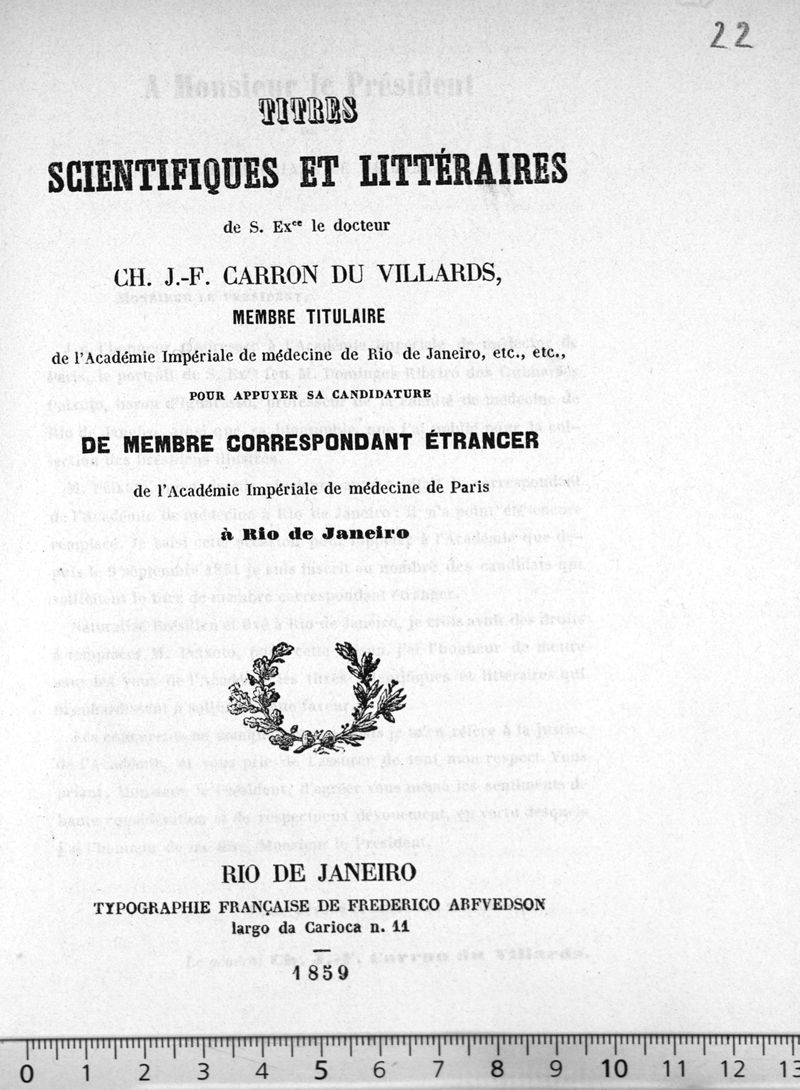 22
TITRES
SCIENTIFIQUES ET LITTÉRAIRES
de S. Exᶜᵉ le docteur
CH. J.-F. CARRON DU VILLARDS,
MEMBRE TITULAIRE
de l'Académie Impériale de médecine de Rio de Janeiro, etc., etc.,
POUR APPUYER SA CANDIDATURE
DE MEMBRE CORRESPONDANT ÉTRANGER
de l'Académie Impériale de médecine de Paris
à Rio de Janeiro
RIO DE JANEIRO
TYPOGRAPHIE FRANÇAISE DE FREDERICO ARFVEDSON
largo da Carioca n. 11
1859
0 1 2 3 4 5 6 7 8 9 10 11 12 13